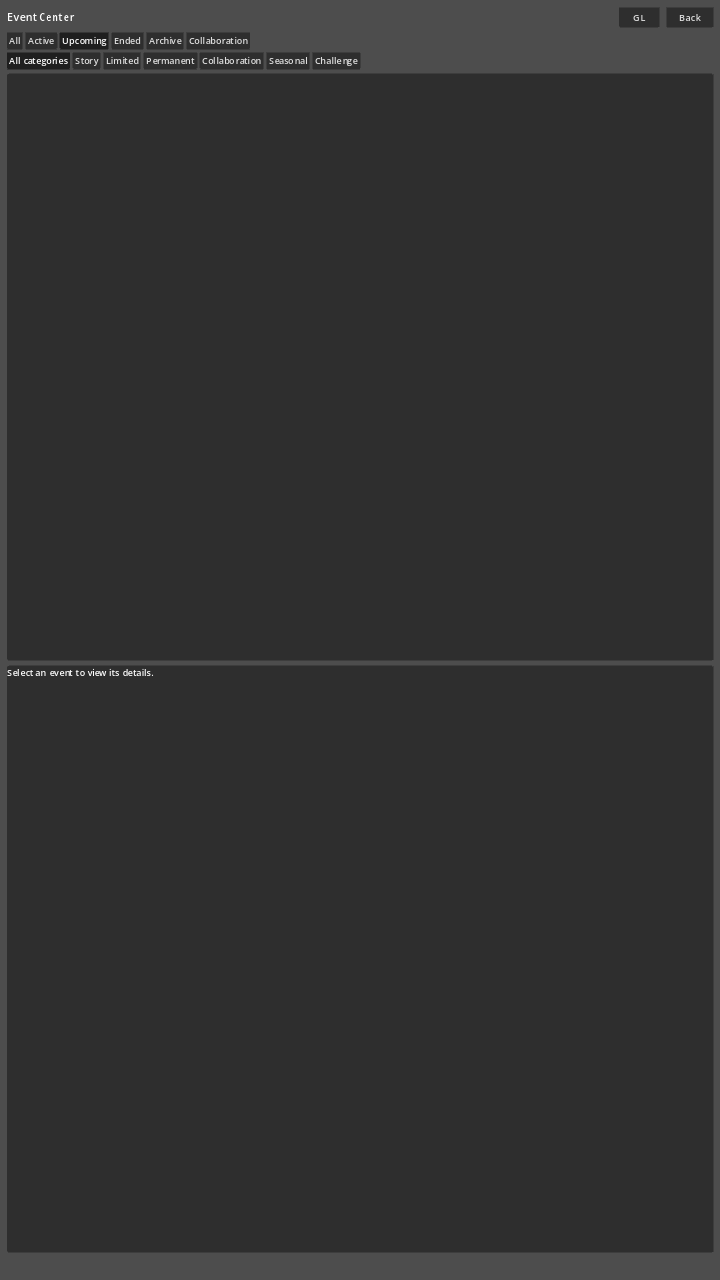 Event Center GL Back
All Active Upcoming Ended Archive Collaboration
All categories Story Limited Permanent Collaboration Seasonal Challenge
Select an event to view its details.